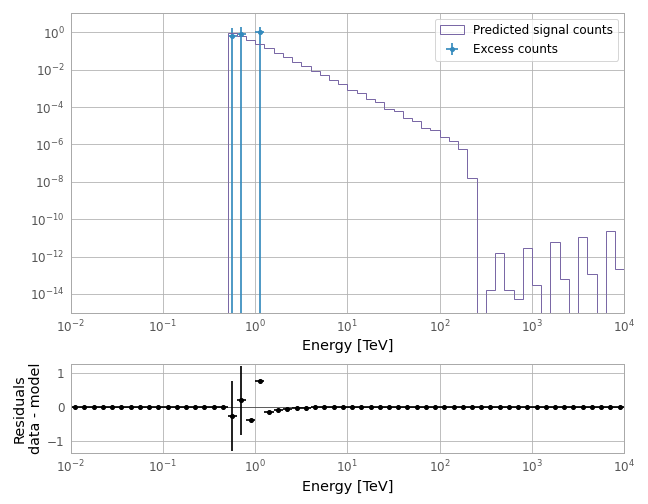 10^0
10^−2
10^−4
10^−6
10^−8
10^−10
10^−12
10^−14
Predicted signal counts
Excess counts
10^−2 10^−1 10^0 10^1 10^2 10^3 10^4
Energy [TeV]
Residuals
data - model
1
0
−1
10^−2 10^−1 10^0 10^1 10^2 10^3 10^4
Energy [TeV]